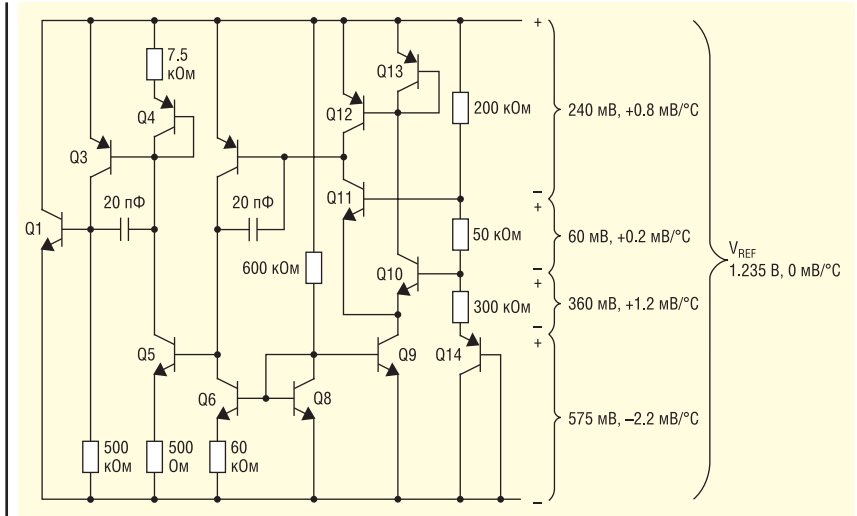 7.5
кОм
Q4
Q3
Q13
Q12
200 кОм
20 пФ
20 пФ
Q11
Q1
50 кОм
600 кОм
Q10
300 кОм
Q5
Q9
Q14
Q6
Q8
500
кОм
500
Ом
60
кОм
+
240 мВ, +0.8 мВ/°C
−
+
60 мВ, +0.2 мВ/°C
−
+
360 мВ, +1.2 мВ/°C
−
+
575 мВ, −2.2 мВ/°C
−
VREF
1.235 В, 0 мВ/°C